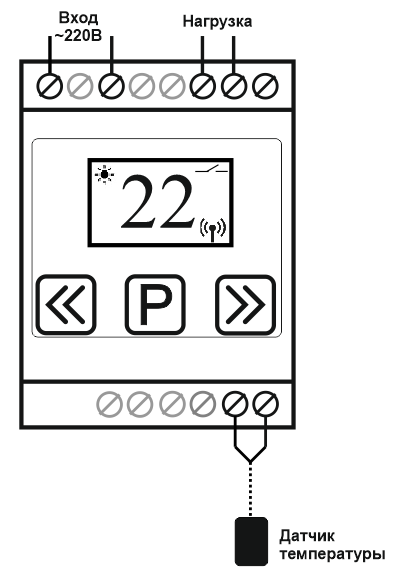 Вход
~220В
Нагрузка
22
P
Датчик
температуры